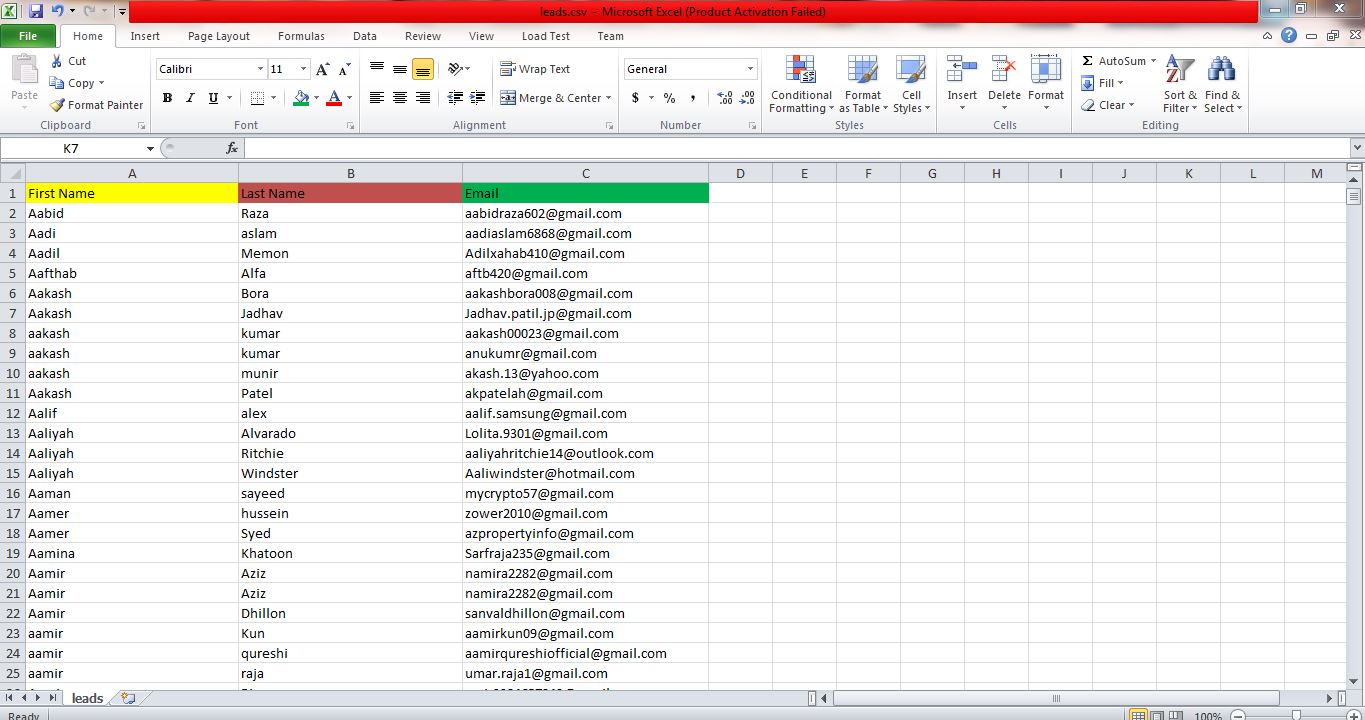 leads.csv - Microsoft Excel (Product Activation Failed)
File Home Insert Page Layout Formulas Data Review View Load Test Team
Cut
Copy
Format Painter
Paste
Clipboard
Calibri 11
B I U
Font
Wrap Text
Merge & Center
Alignment
General
$ % ,
Number
Conditional Formatting
Format as Table
Cell Styles
Styles
Insert Delete Format
Cells
Σ AutoSum
Fill
Clear
Sort & Filter
Find & Select
Editing
K7 fx
A B C D E F G H I J K L M
1 First Name Last Name Email
2 Aabid Raza aabidraza602@gmail.com
3 Aadi aslam aadiaslam6868@gmail.com
4 Aadil Memon Adilxahab410@gmail.com
5 Aafthab Alfa aftb420@gmail.com
6 Aakash Bora aakashbora008@gmail.com
7 Aakash Jadhav Jadhav.patil.jp@gmail.com
8 aakash kumar aakash00023@gmail.com
9 aakash kumar anukumr@gmail.com
10 aakash munir akash.13@yahoo.com
11 Aakash Patel akpatelah@gmail.com
12 Aalif alex aalif.samsung@gmail.com
13 Aaliyah Alvarado Lolita.9301@gmail.com
14 Aaliyah Ritchie aaliyahritchie14@outlook.com
15 Aaliyah Windster Aaliwindster@hotmail.com
16 Aaman sayeed mycrypto57@gmail.com
17 Aamer hussein zower2010@gmail.com
18 Aamer Syed azpropertyinfo@gmail.com
19 Aamina Khatoon Sarfraja235@gmail.com
20 Aamir Aziz namira2282@gmail.com
21 Aamir Aziz namira2282@gmail.com
22 Aamir Dhillon sanvaldhillon@gmail.com
23 aamir Kun aamirkun09@gmail.com
24 aamir qureshi aamirqureshiofficial@gmail.com
25 aamir raja umar.raja1@gmail.com
leads
Ready 100%